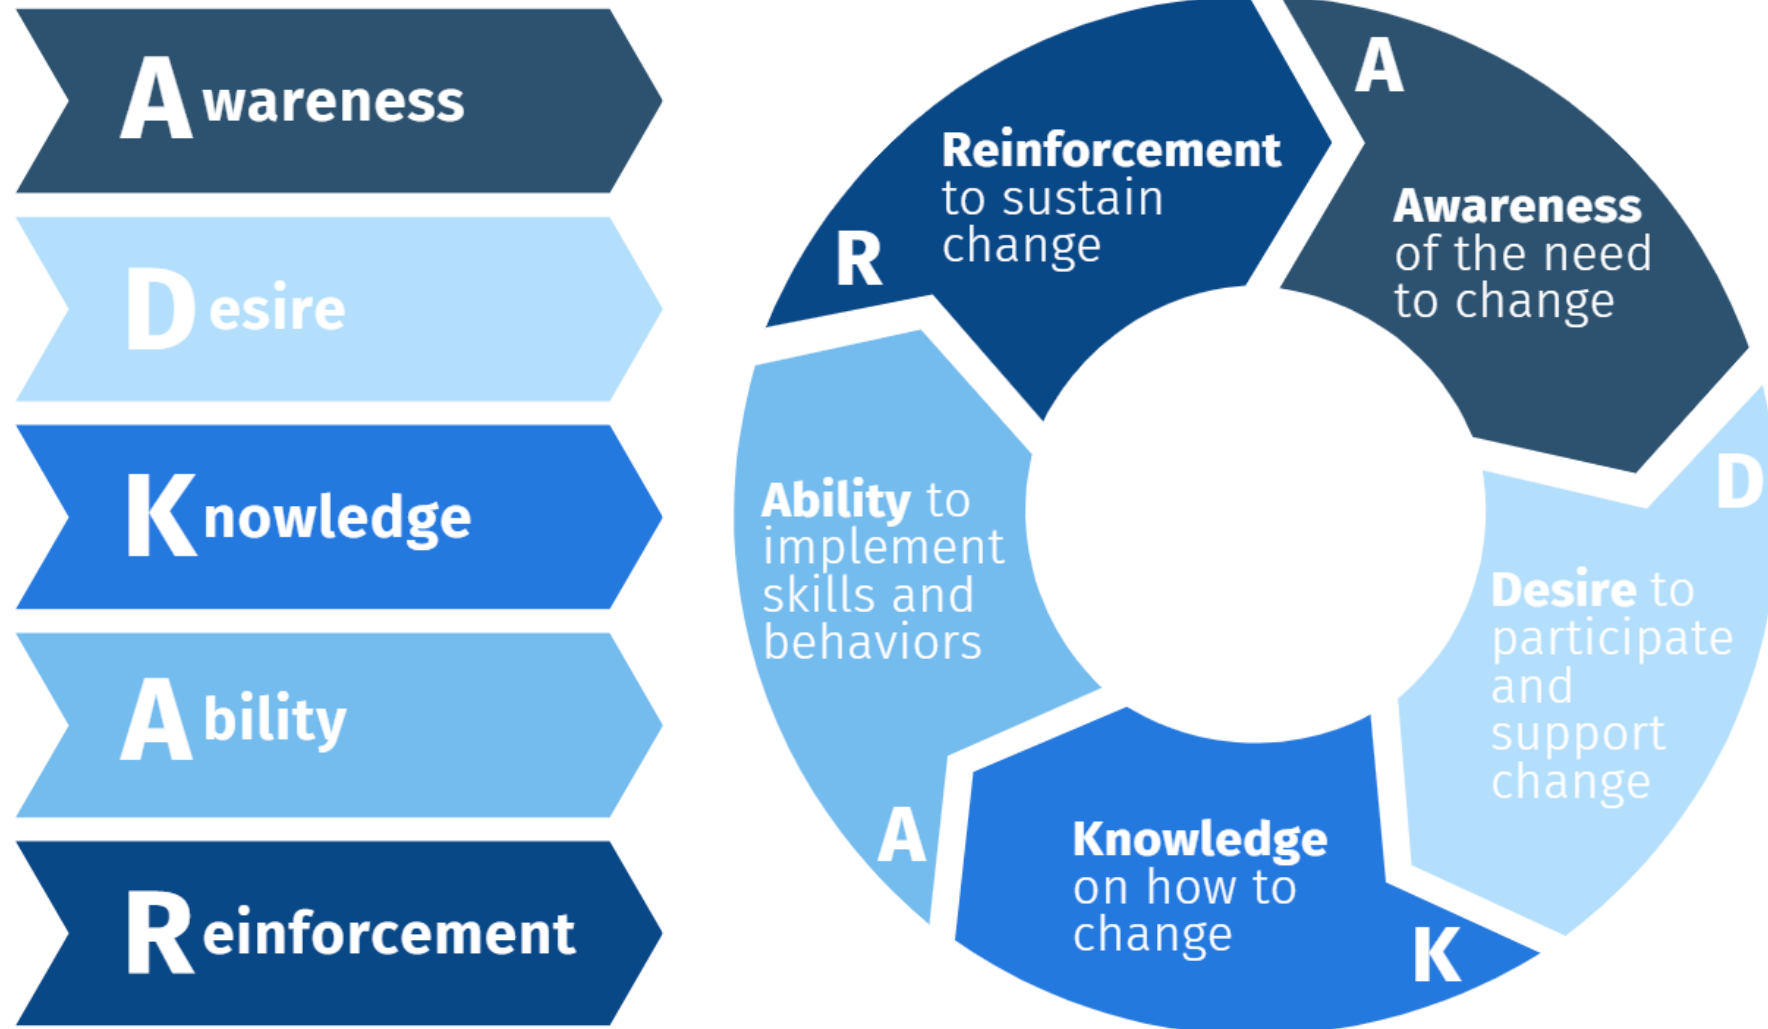 Awareness
Desire
Knowledge
Ability
Reinforcement
A
Awareness
of the need
to change
D
Desire to
participate
and
support
change
K
Knowledge
on how to
change
A
Ability to
implement
skills and
behaviors
R
Reinforcement
to sustain
change